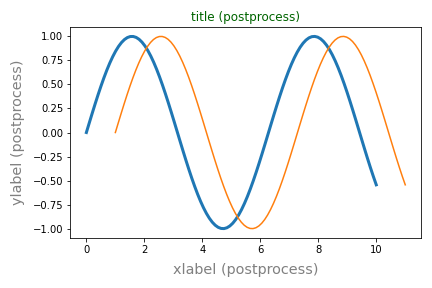 title (postprocess)
1.00
0.75
0.50
0.25
0.00
−0.25
−0.50
−0.75
−1.00
ylabel (postprocess)
0 2 4 6 8 10
xlabel (postprocess)